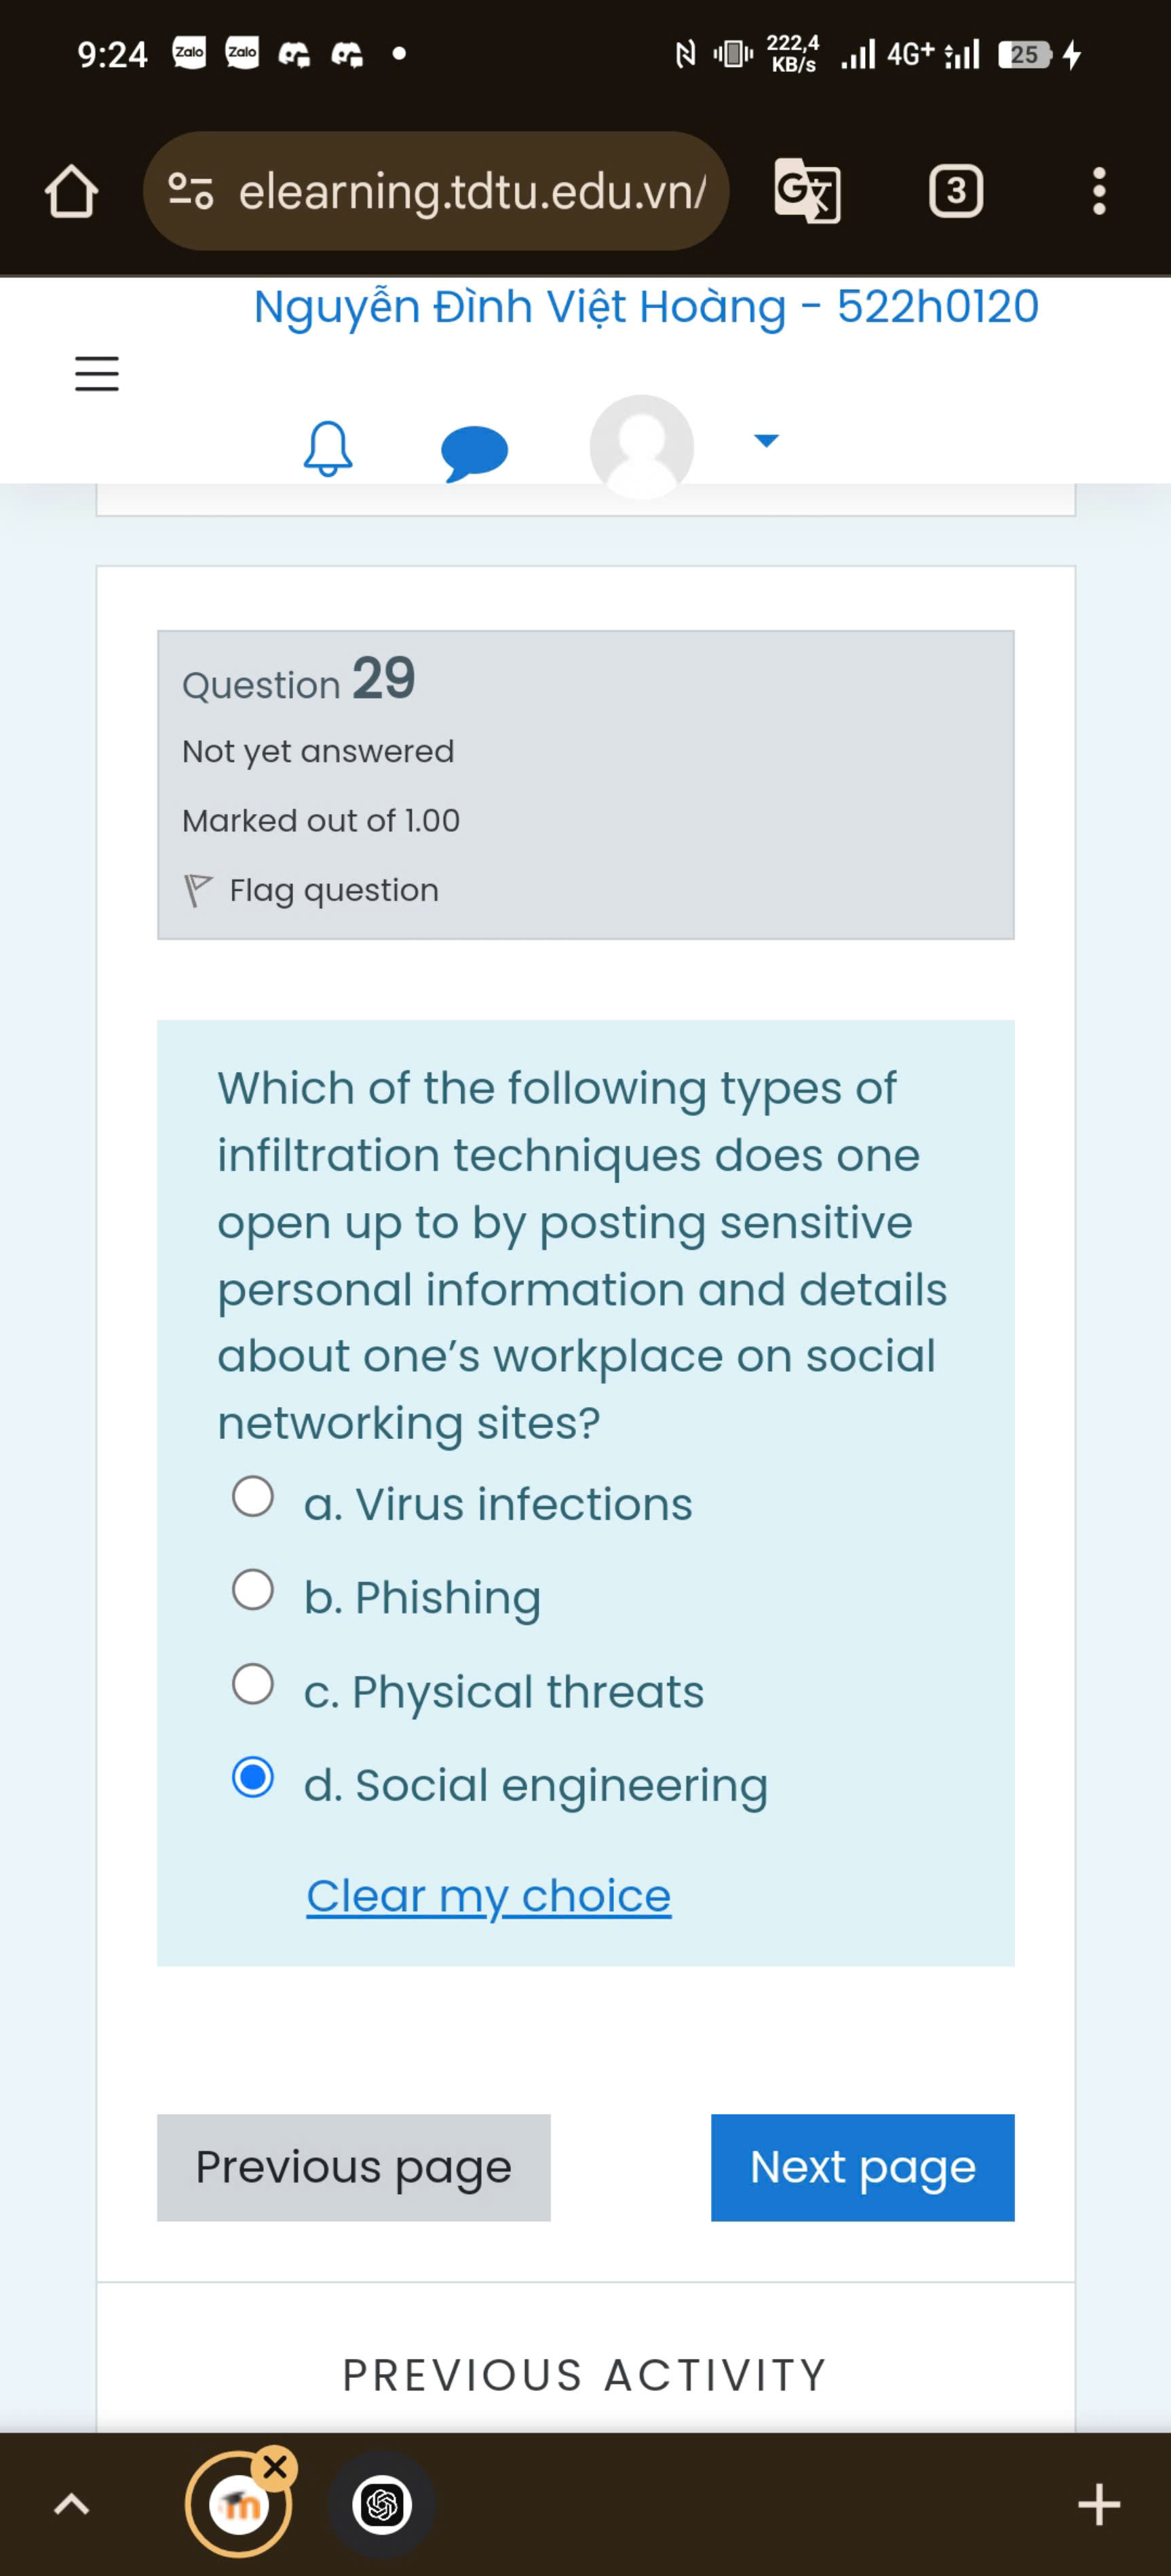 9:24 Zalo Zalo 222,4 KB/s 4G+ 25
elearning.tdtu.edu.vn/ 3
Nguyễn Đình Việt Hoàng - 522h0120
Question 29
Not yet answered
Marked out of 1.00
Flag question
Which of the following types of
infiltration techniques does one
open up to by posting sensitive
personal information and details
about one’s workplace on social
networking sites?
a. Virus infections
b. Phishing
c. Physical threats
d. Social engineering
Clear my choice
Previous page
Next page
PREVIOUS ACTIVITY